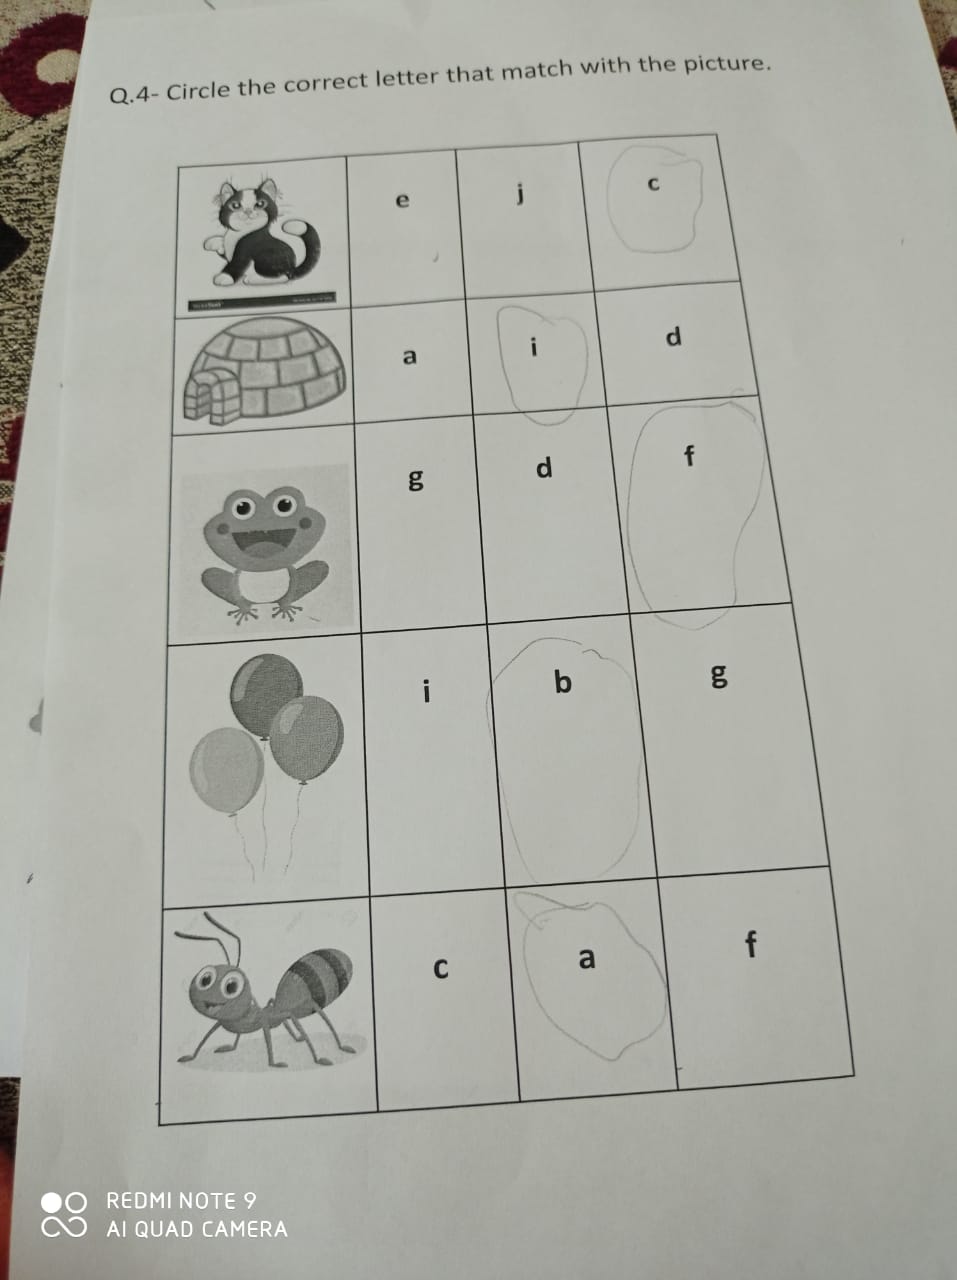 Q.4- Circle the correct letter that match with the picture.
e j c
a i d
g d f
i b g
c a f
REDMI NOTE 9
AI QUAD CAMERA